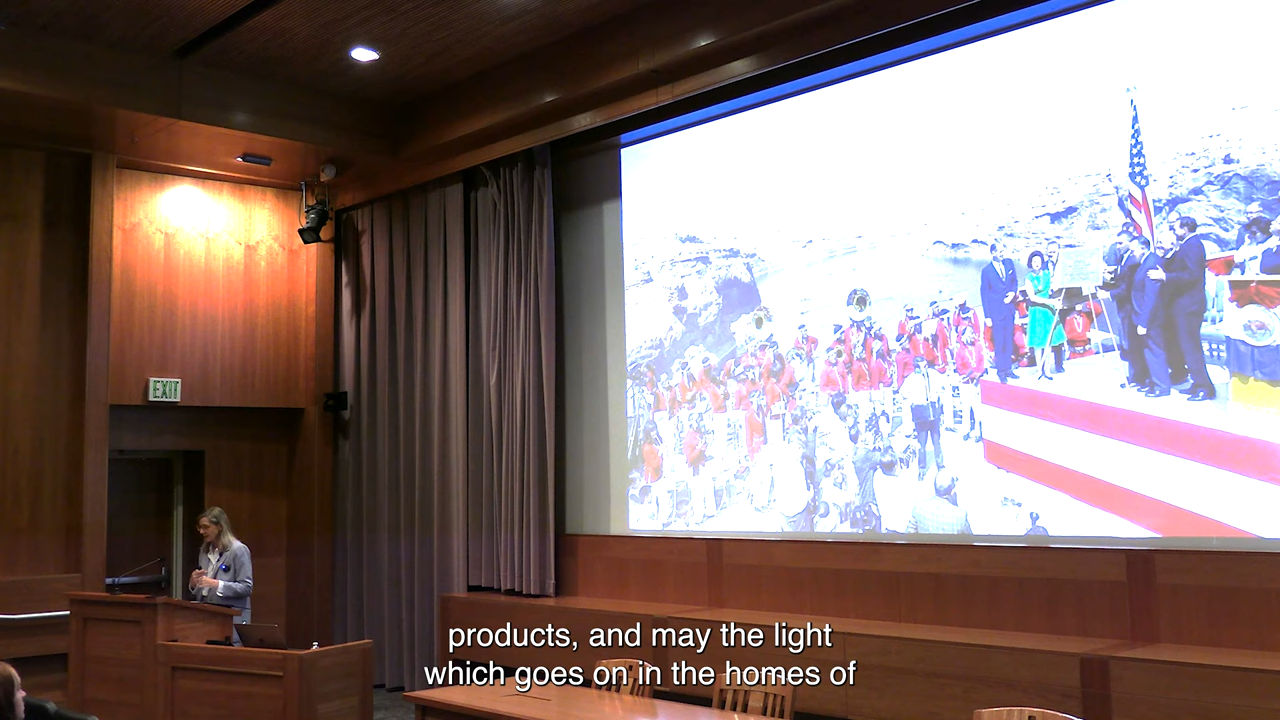 EXIT
products, and may the light
which goes on in the homes of